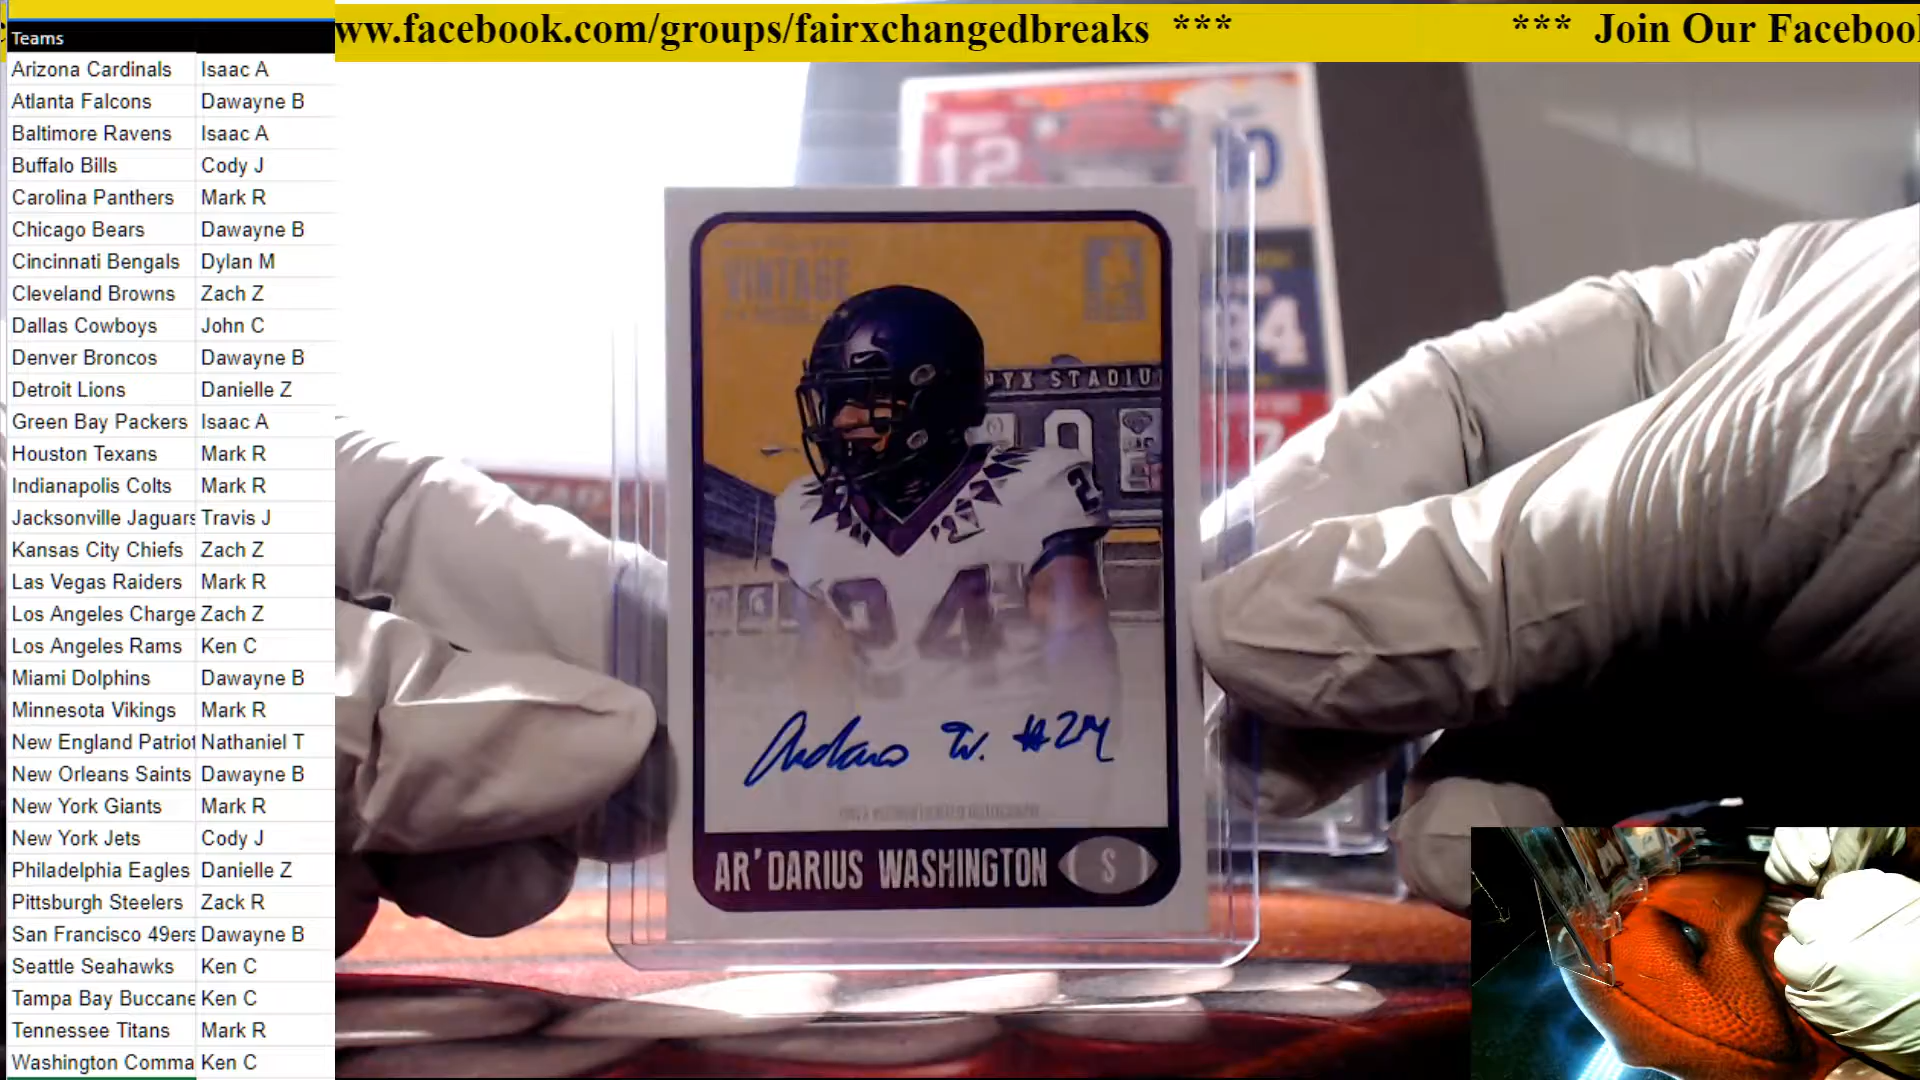 ww.facebook.com/groups/fairxchangedbreaks *** *** Join Our Faceboo
Teams
Arizona Cardinals Isaac A
Atlanta Falcons Dawayne B
Baltimore Ravens Isaac A
Buffalo Bills Cody J
Carolina Panthers Mark R
Chicago Bears Dawayne B
Cincinnati Bengals Dylan M
Cleveland Browns Zach Z
Dallas Cowboys John C
Denver Broncos Dawayne B
Detroit Lions Danielle Z
Green Bay Packers Isaac A
Houston Texans Mark R
Indianapolis Colts Mark R
Jacksonville Jaguars Travis J
Kansas City Chiefs Zach Z
Las Vegas Raiders Mark R
Los Angeles Charge Zach Z
Los Angeles Rams Ken C
Miami Dolphins Dawayne B
Minnesota Vikings Mark R
New England Patriot Nathaniel T
New Orleans Saints Dawayne B
New York Giants Mark R
New York Jets Cody J
Philadelphia Eagles Danielle Z
Pittsburgh Steelers Zack R
San Francisco 49ers Dawayne B
Seattle Seahawks Ken C
Tampa Bay Buccane Ken C
Tennessee Titans Mark R
Washington Comma Ken C
12
84
VINTAGE
NYX STADIU
24
W. #24
AR'DARIUS WASHINGTON S